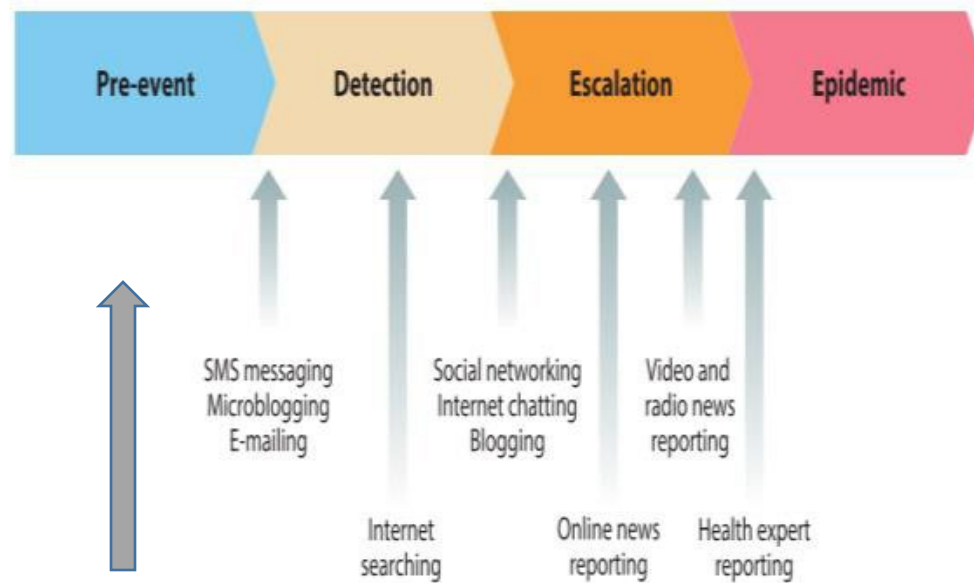 Pre-event
Detection
Escalation
Epidemic
SMS messaging
Microblogging
E-mailing
Social networking
Internet chatting
Blogging
Video and
radio news
reporting
Internet
searching
Online news
reporting
Health expert
reporting